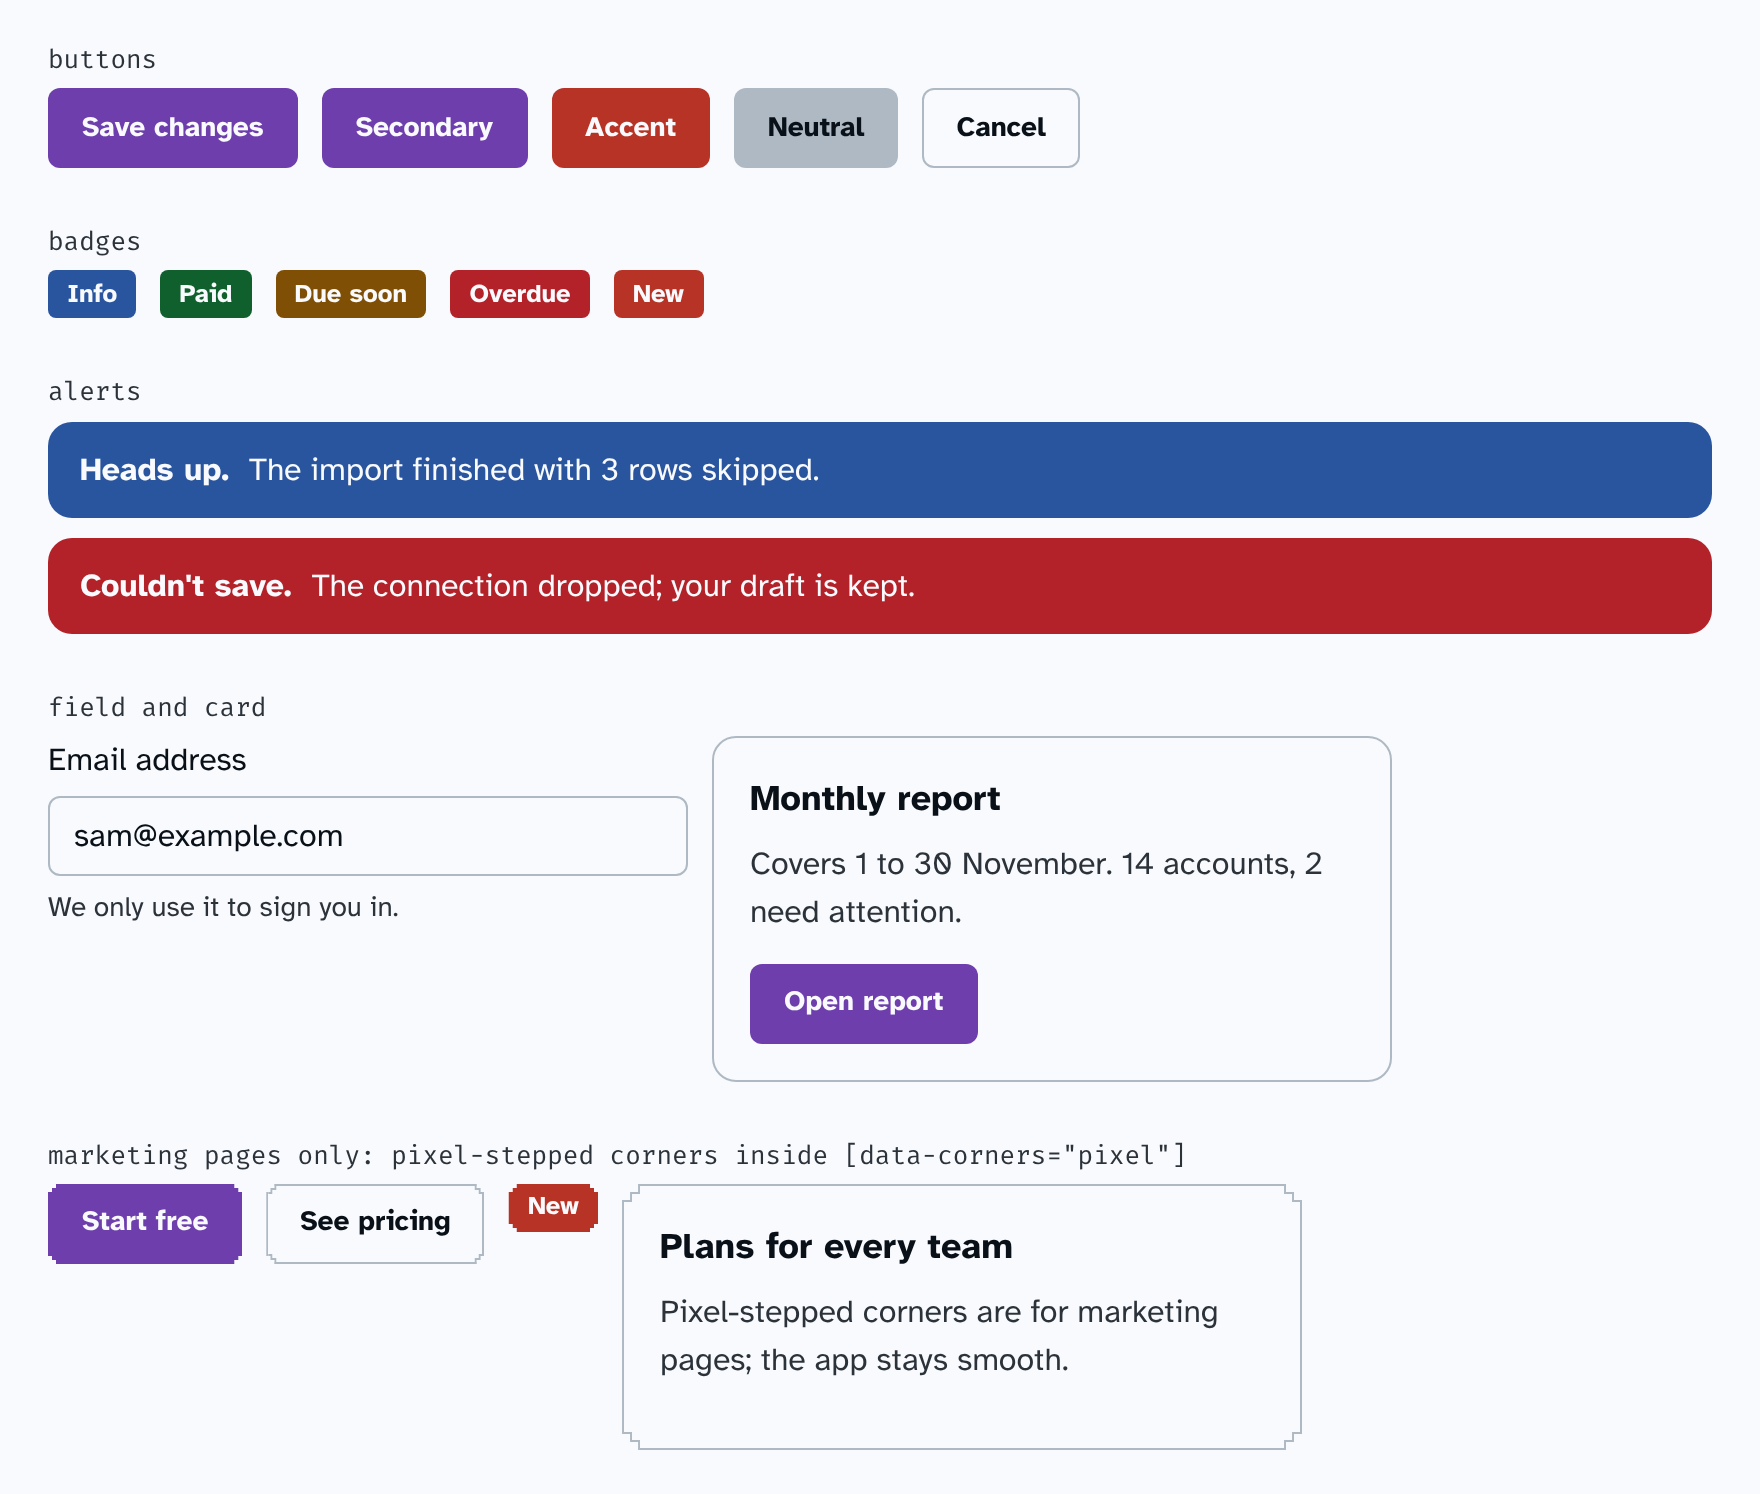 buttons
Save changes Secondary Accent Neutral Cancel
badges
Info Paid Due soon Overdue New
alerts
Heads up. The import finished with 3 rows skipped.
Couldn't save. The connection dropped; your draft is kept.
field and card
Email address
sam@example.com
We only use it to sign you in.
Monthly report
Covers 1 to 30 November. 14 accounts, 2
need attention.
Open report
marketing pages only: pixel-stepped corners inside [data-corners="pixel"]
Start free See pricing New
Plans for every team
Pixel-stepped corners are for marketing
pages; the app stays smooth.